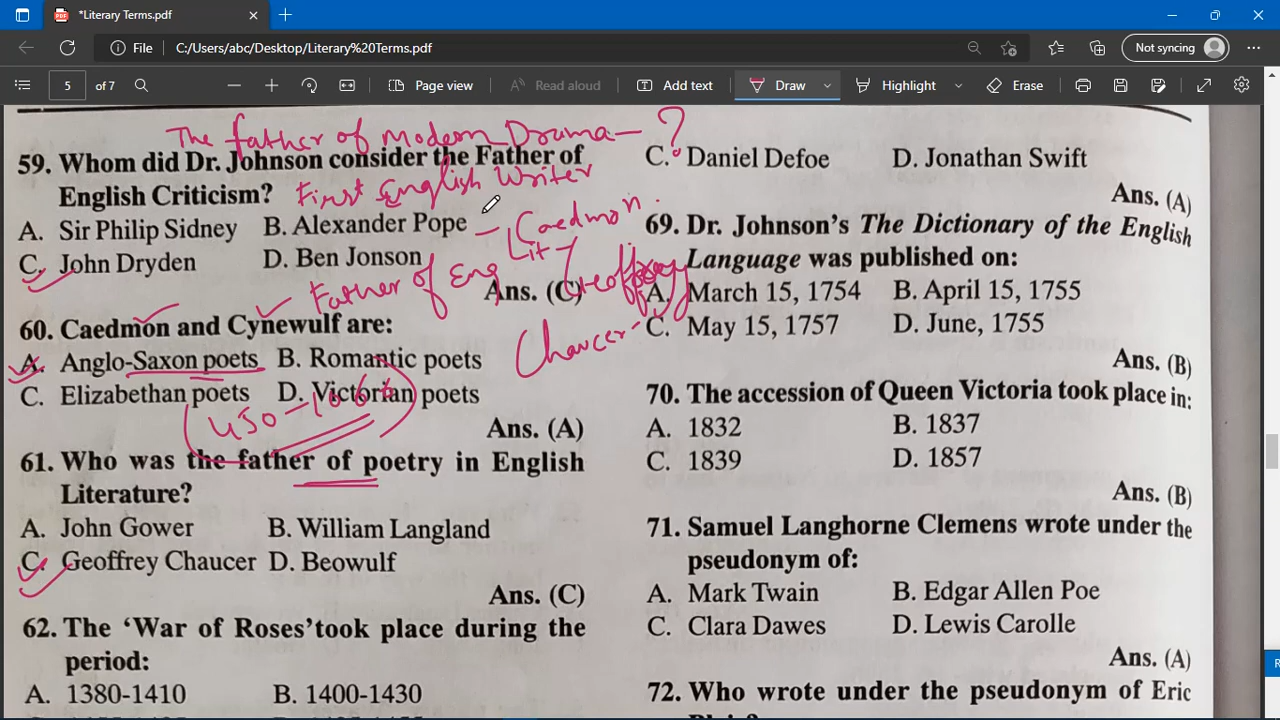 *Literary Terms.pdf
File C:/Users/abc/Desktop/Literary%20Terms.pdf
Not syncing
5 of 7
Page view
Read aloud
Add text
Draw
Highlight
Erase
The father of Modern Drama - ?
59. Whom did Dr. Johnson consider the Father of
English Criticism?
First English Writer
A. Sir Philip Sidney B. Alexander Pope
- Caedmon.
C. John Dryden D. Ben Jonson
Father of Eng Lit - Geoffrey
Chaucer -
Ans. (C)
60. Caedmon and Cynewulf are:
A. Anglo-Saxon poets B. Romantic poets
C. Elizabethan poets D. Victorian poets
(450-1066)
Ans. (A)
61. Who was the father of poetry in English
Literature?
A. John Gower B. William Langland
C. Geoffrey Chaucer D. Beowulf
Ans. (C)
62. The 'War of Roses'took place during the
period:
A. 1380-1410 B. 1400-1430
C. Daniel Defoe D. Jonathan Swift
Ans. (A)
69. Dr. Johnson's The Dictionary of the English
Language was published on:
A. March 15, 1754 B. April 15, 1755
C. May 15, 1757 D. June, 1755
Ans. (B)
70. The accession of Queen Victoria took place in:
A. 1832 B. 1837
C. 1839 D. 1857
Ans. (B)
71. Samuel Langhorne Clemens wrote under the
pseudonym of:
A. Mark Twain B. Edgar Allen Poe
C. Clara Dawes D. Lewis Carolle
Ans. (A)
72. Who wrote under the pseudonym of Eric